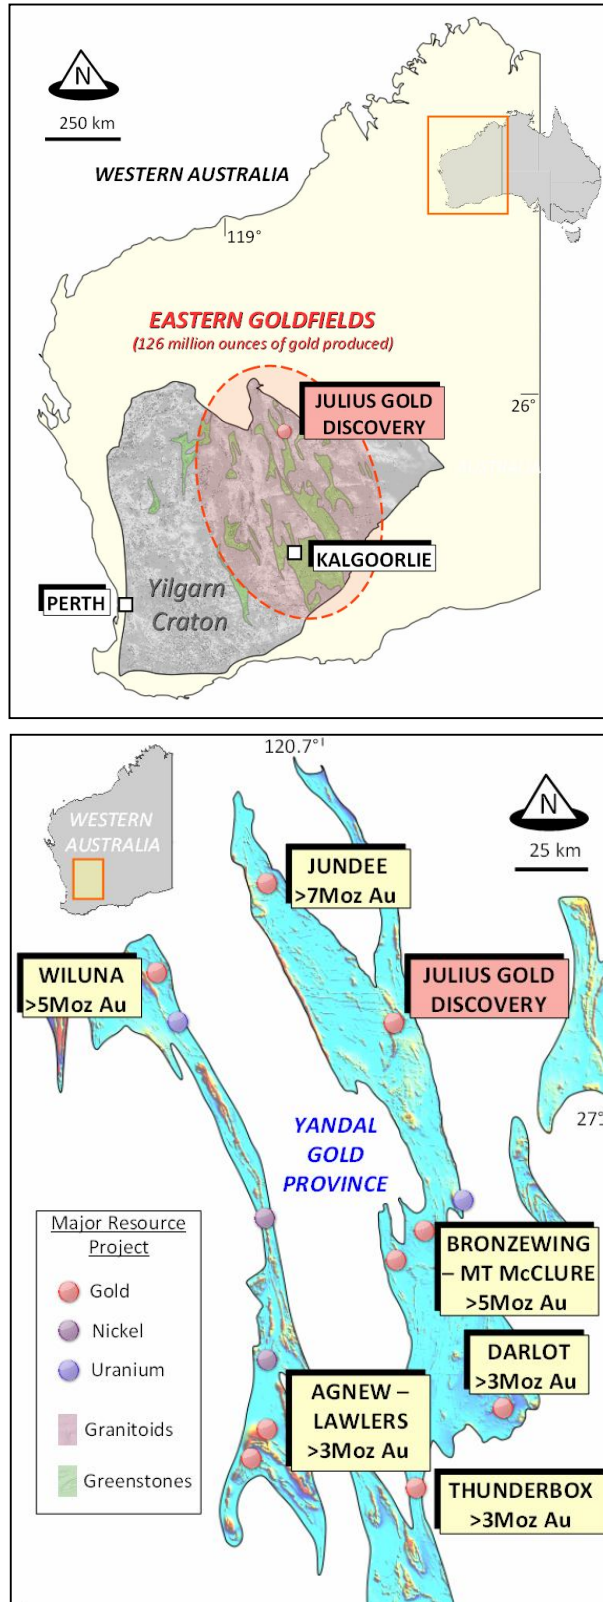 N
250 km
WESTERN AUSTRALIA
119°
EASTERN GOLDFIELDS
(126 million ounces of gold produced)
26°
JULIUS GOLD
DISCOVERY
KALGOORLIE
PERTH
Yilgarn
Craton
120.7°
N
25 km
WESTERN
AUSTRALIA
JUNDEE
>7Moz Au
WILUNA
>5Moz Au
JULIUS GOLD
DISCOVERY
27°
YANDAL
GOLD
PROVINCE
Major Resource
Project
Gold
Nickel
Uranium
Granitoids
Greenstones
BRONZEWING
– MT McCLURE
>5Moz Au
DARLOT
>3Moz Au
AGNEW –
LAWLERS
>3Moz Au
THUNDERBOX
>3Moz Au